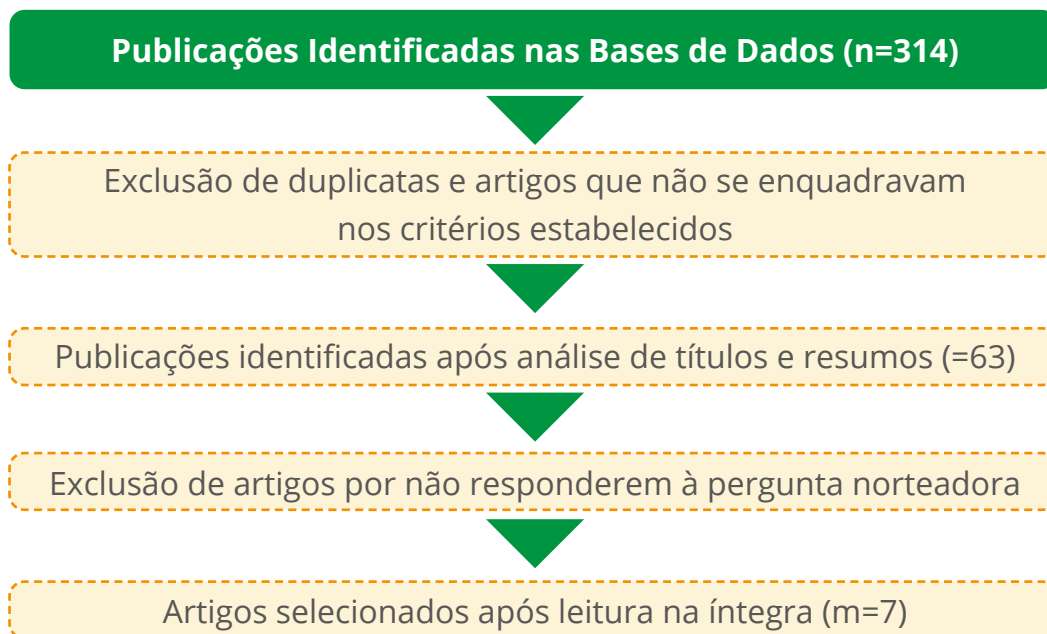 Publicações Identificadas nas Bases de Dados (n=314)
Exclusão de duplicatas e artigos que não se enquadravam
nos critérios estabelecidos
Publicações identificadas após análise de títulos e resumos (=63)
Exclusão de artigos por não responderem à pergunta norteadora
Artigos selecionados após leitura na íntegra (m=7)